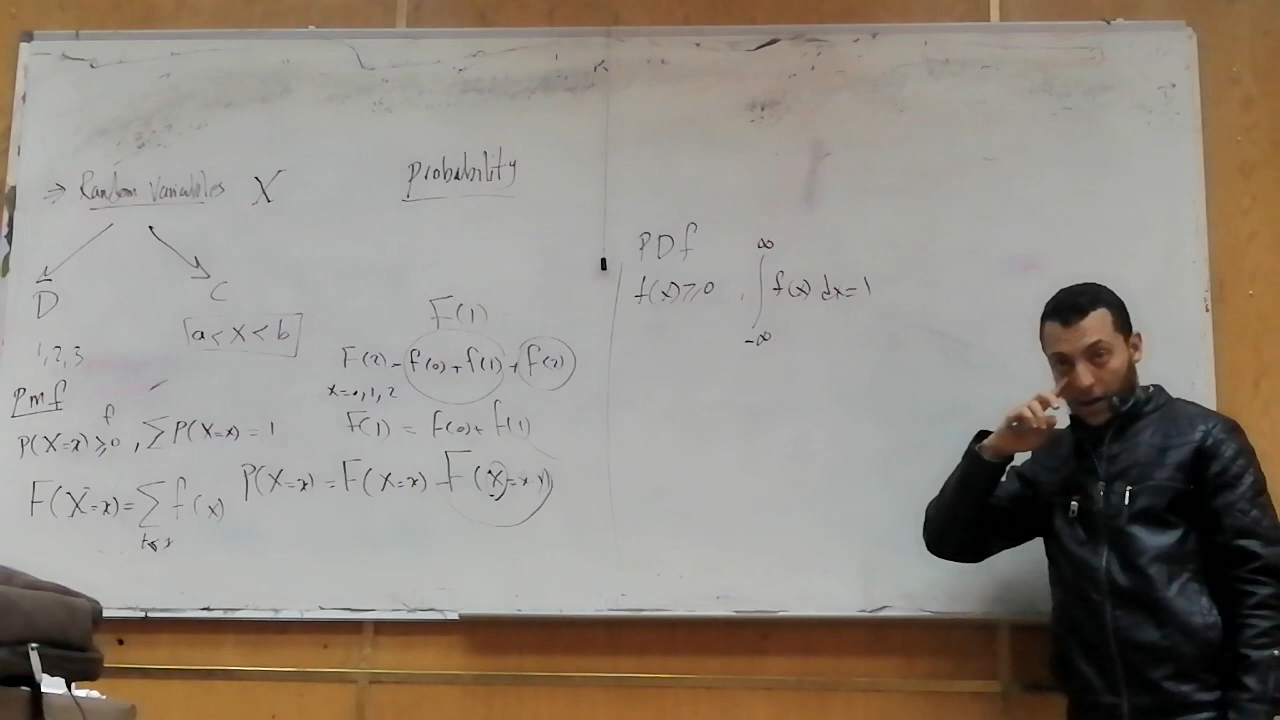 probability
→ Random Variables X
D C
a < x < b
1, 2, 3
pmf
f
P(X=x) ≥ 0 , ∑ P(X=x) = 1
F(X=x) = ∑ f(x)
F(1)
F(2) = f(0) + f(1) + f(2)
x=0, 1, 2
F(1) = f(0) + f(1)
P(X=x) = F(X=x) F(X=x-1)
PDf
f(x) ≥ 0 , ∫ f(x) dx = 1
∞
-∞